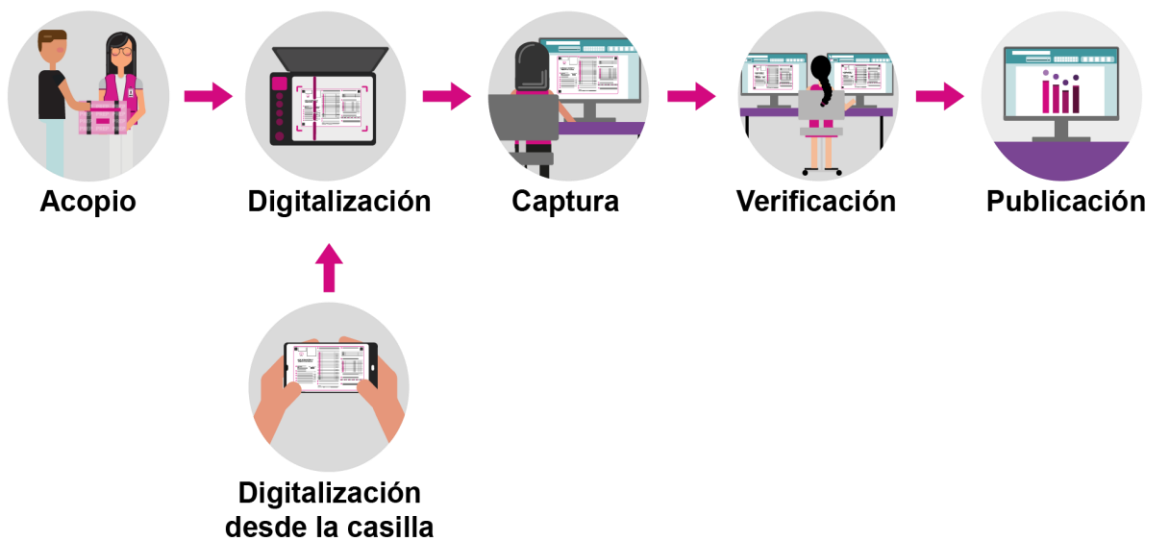 Acopio
Digitalización
Captura
Verificación
Publicación
Digitalización
desde la casilla